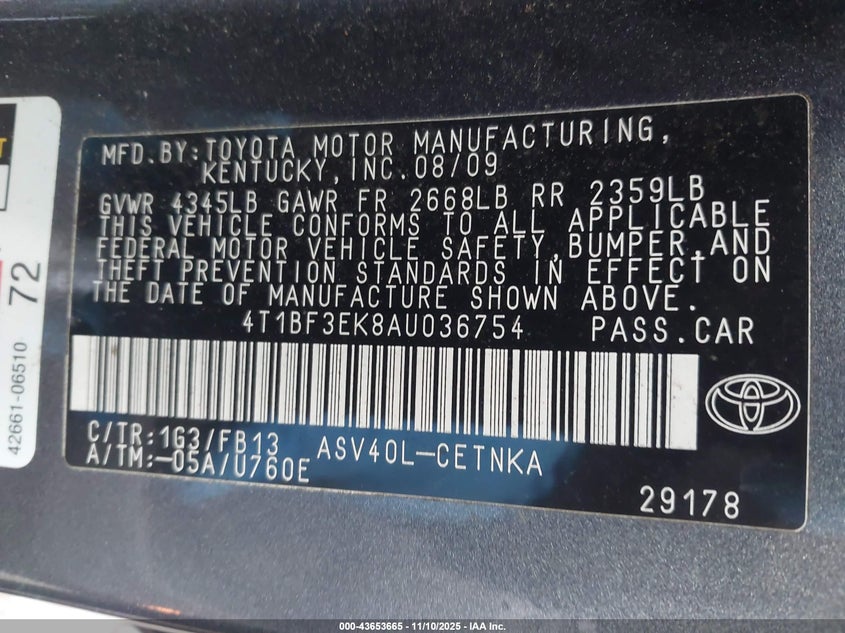 MFD.BY:TOYOTA MOTOR MANUFACTURING,
KENTUCKY,INC.08/09
GVWR 4345LB GAWR FR 2668LB RR 2359LB
THIS VEHICLE CONFORMS TO ALL APPLICABLE
FEDERAL MOTOR VEHICLE SAFETY,BUMPER,AND
THEFT PREVENTION STANDARDS IN EFFECT ON
THE DATE OF MANUFACTURE SHOWN ABOVE.
4T1BF3EK8AU036754 PASS.CAR
C/TR:1G3/FB13 ASV40L-CETNKA
A/TM:-05A/U760E
29178
42661-06510
72
000-43653665 - 11/10/2025 - IAA Inc.